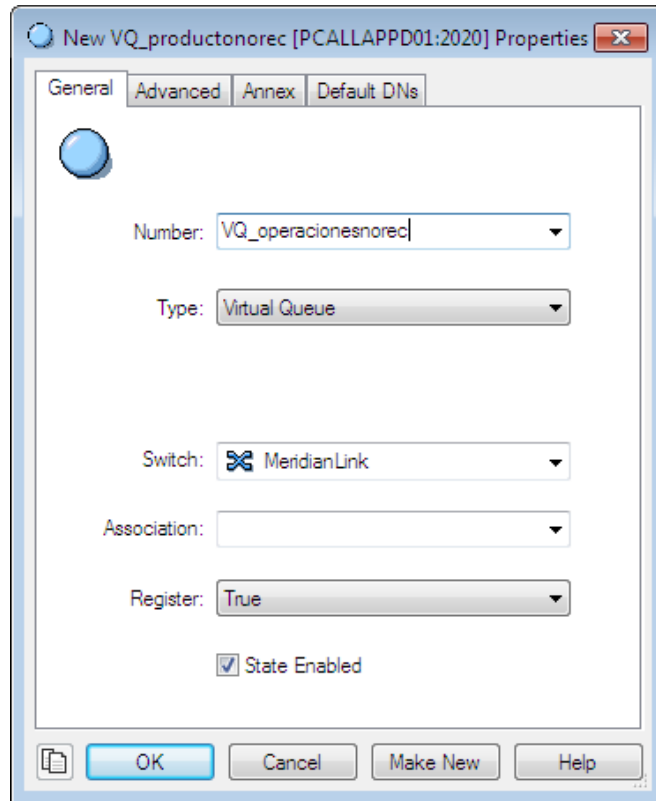 New VQ_productonorec [PCALLAPPD01:2020] Properties
General Advanced Annex Default DNs
Number: VQ_operacionesnorec
Type: Virtual Queue
Switch: MeridianLink
Association:
Register: True
State Enabled
OK Cancel Make New Help